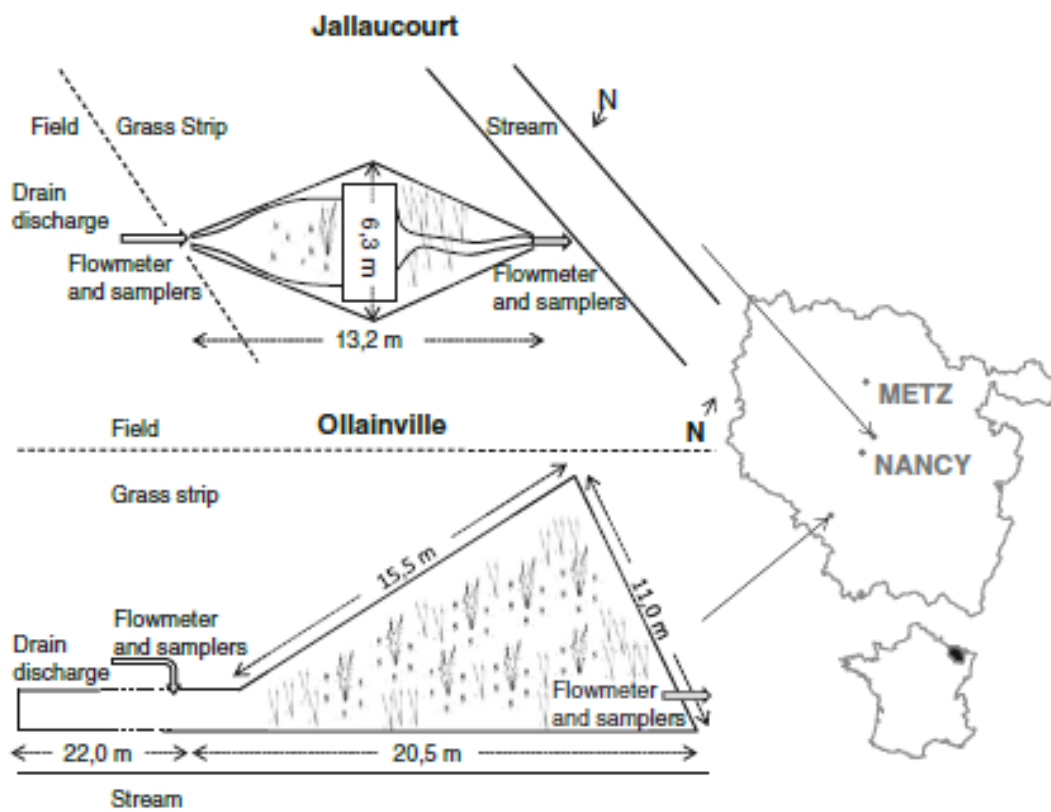 Jallaucourt
Field
Grass Strip
Stream
N
Drain
discharge
Flowmeter
and samplers
6,3 m
Flowmeter
and samplers
13,2 m
METZ
NANCY
Field
Ollainville
N
Grass strip
15,5 m
11,0 m
Flowmeter
and samplers
Drain
discharge
Flowmeter
and samplers
22,0 m
20,5 m
Stream